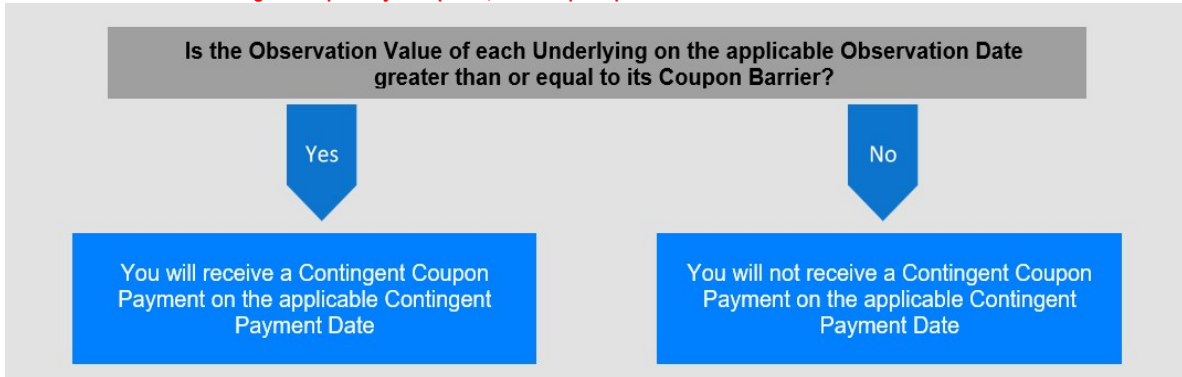 Is the Observation Value of each Underlying on the applicable Observation Date
greater than or equal to its Coupon Barrier?
Yes
No
You will receive a Contingent Coupon
Payment on the applicable Contingent
Payment Date
You will not receive a Contingent Coupon
Payment on the applicable Contingent
Payment Date